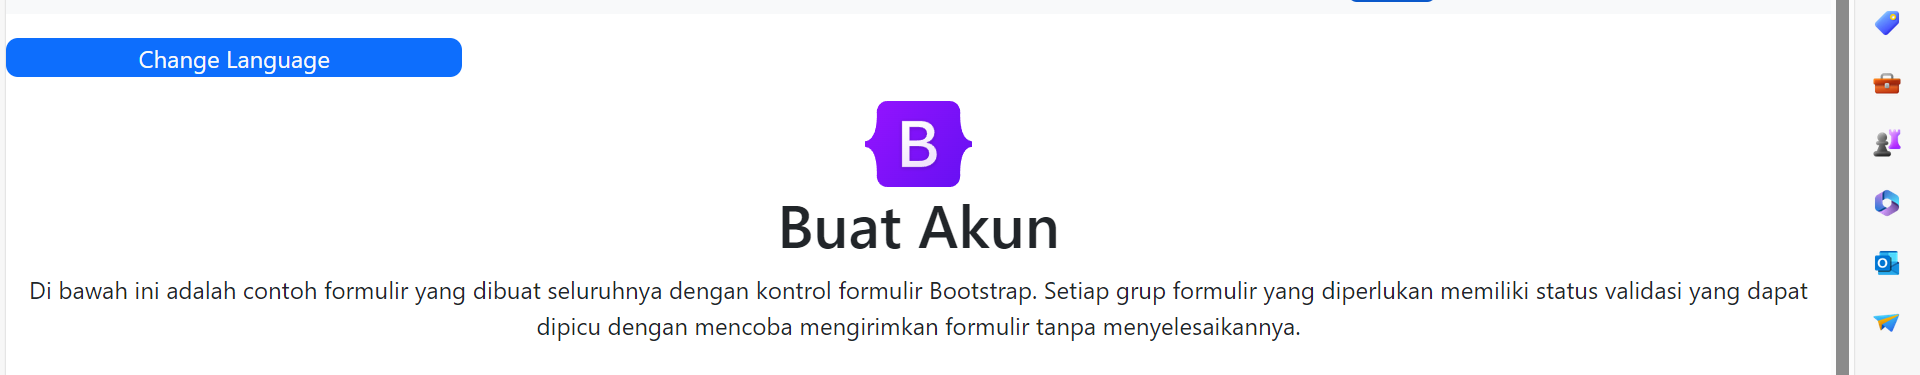 Change Language
B
Buat Akun
Di bawah ini adalah contoh formulir yang dibuat seluruhnya dengan kontrol formulir Bootstrap. Setiap grup formulir yang diperlukan memiliki status validasi yang dapat
dipicu dengan mencoba mengirimkan formulir tanpa menyelesaikannya.